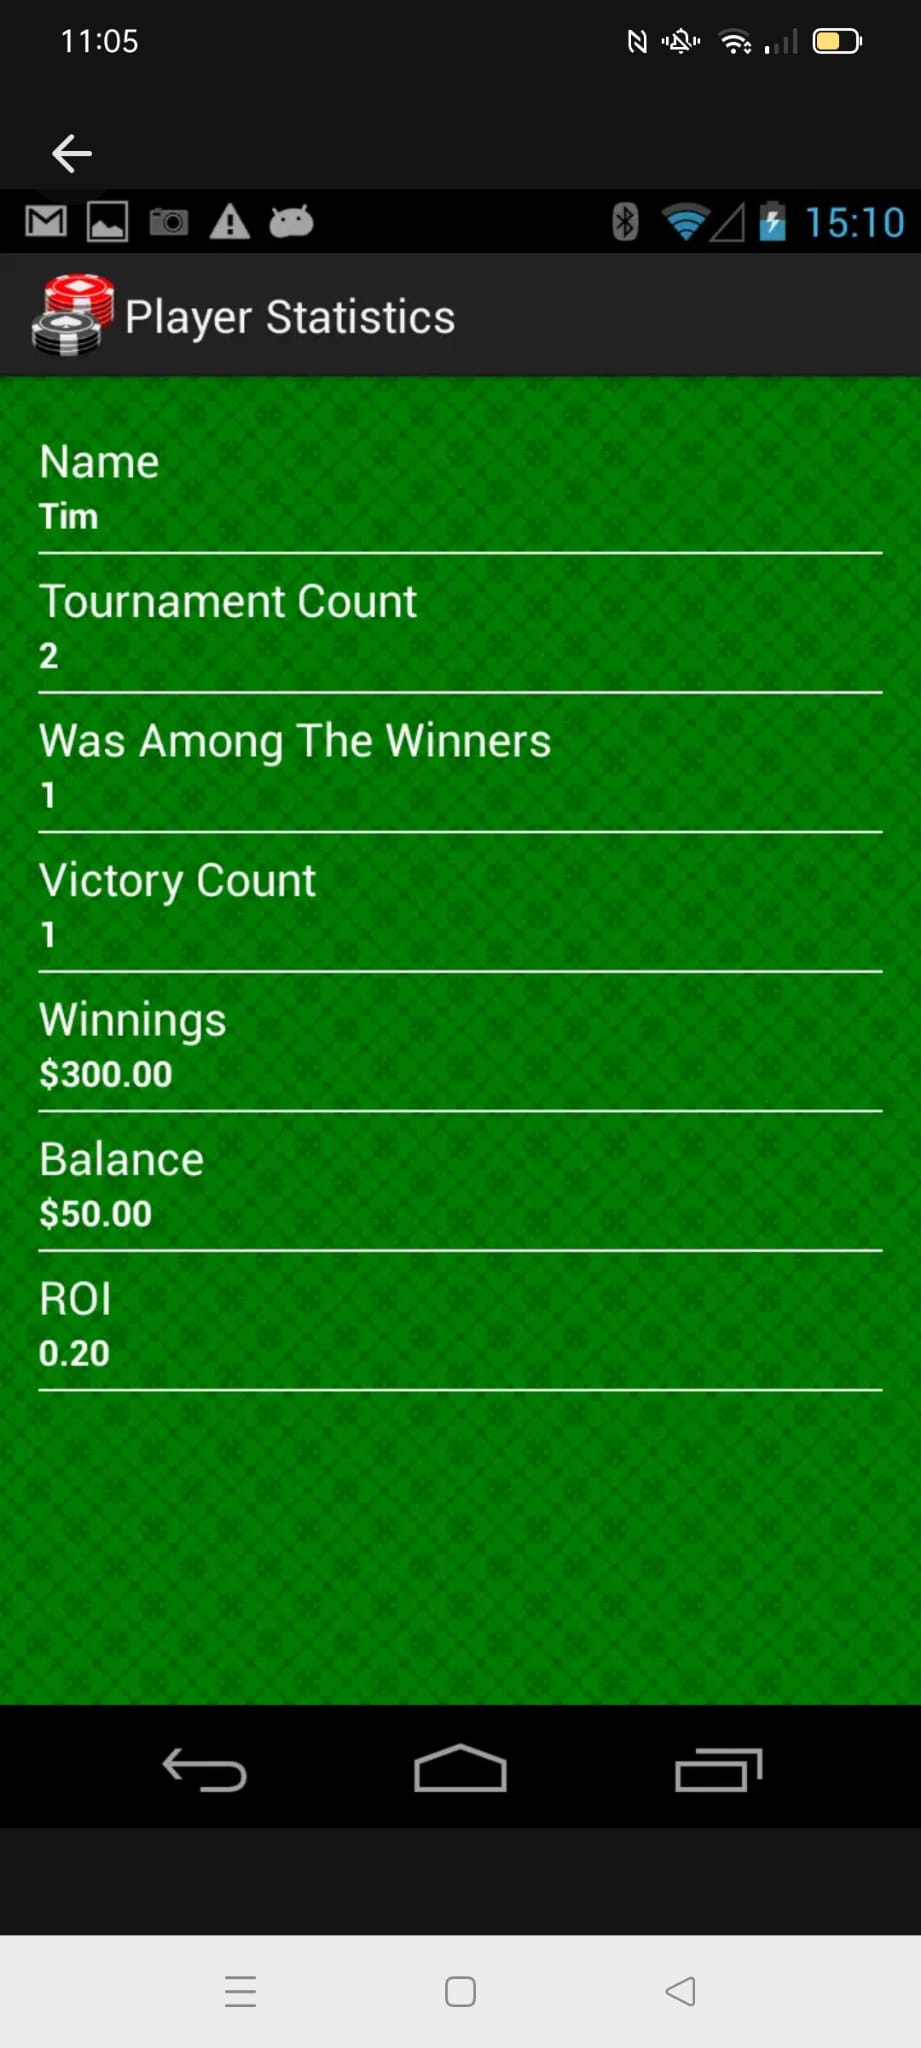 11:05
15:10
Player Statistics
Name
Tim
Tournament Count
2
Was Among The Winners
1
Victory Count
1
Winnings
$300.00
Balance
$50.00
ROI
0.20